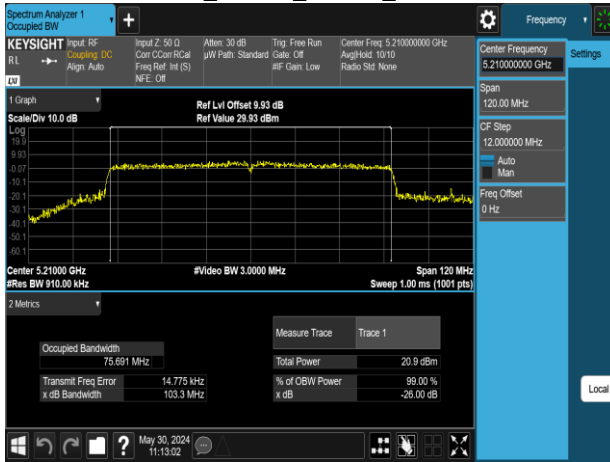 Spectrum Analyzer 1
Occupied BW
Frequency
KEYSIGHT
Input: RF
Coupling: DC
Align: Auto
RL
LXI
Input Z: 50 Ω
Corr CCorr RCal
Freq Ref: Int (S)
NFE: Off
Atten: 30 dB
µW Path: Standard
Trig: Free Run
Gate: Off
#IF Gain: Low
Center Freq: 5.210000000 GHz
Avg|Hold: 10/10
Radio Std: None
Center Frequency
5.210000000 GHz
Settings
Span
120.00 MHz
CF Step
12.000000 MHz
Auto
Man
Freq Offset
0 Hz
Local
1 Graph
Scale/Div 10.0 dB
Ref Lvl Offset 9.93 dB
Ref Value 29.93 dBm
Log
19.9
9.93
-0.07
-10.1
-20.1
-30.1
-40.1
-50.1
-60.1
Center 5.21000 GHz
#Video BW 3.0000 MHz
Span 120 MHz
#Res BW 910.00 kHz
Sweep 1.00 ms (1001 pts)
2 Metrics
Measure Trace
Trace 1
Occupied Bandwidth
75.691 MHz
Total Power
20.9 dBm
Transmit Freq Error
14.775 kHz
% of OBW Power
99.00 %
x dB Bandwidth
103.3 MHz
x dB
-26.00 dB
?
May 30, 2024
11:13:02